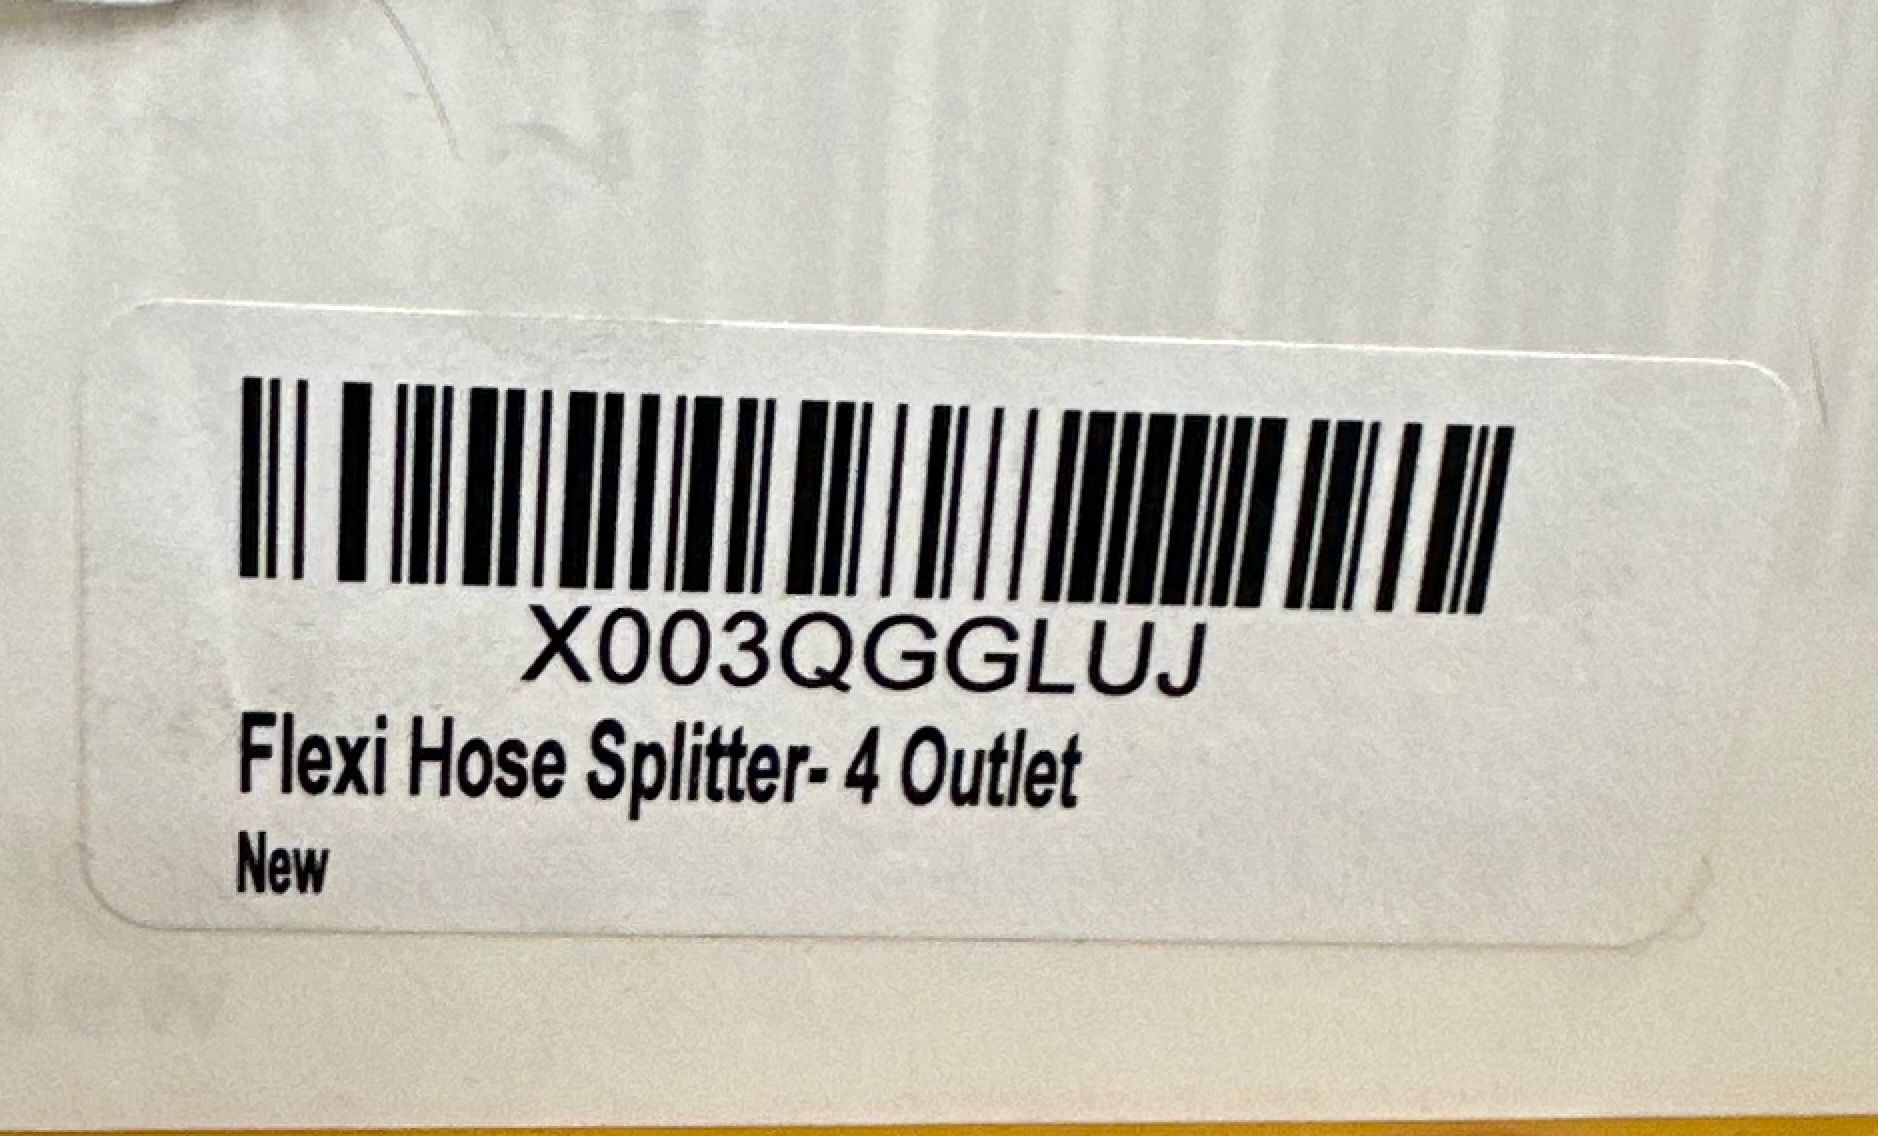 X003QGGLUJ
Flexi Hose Splitter- 4 Outlet
New